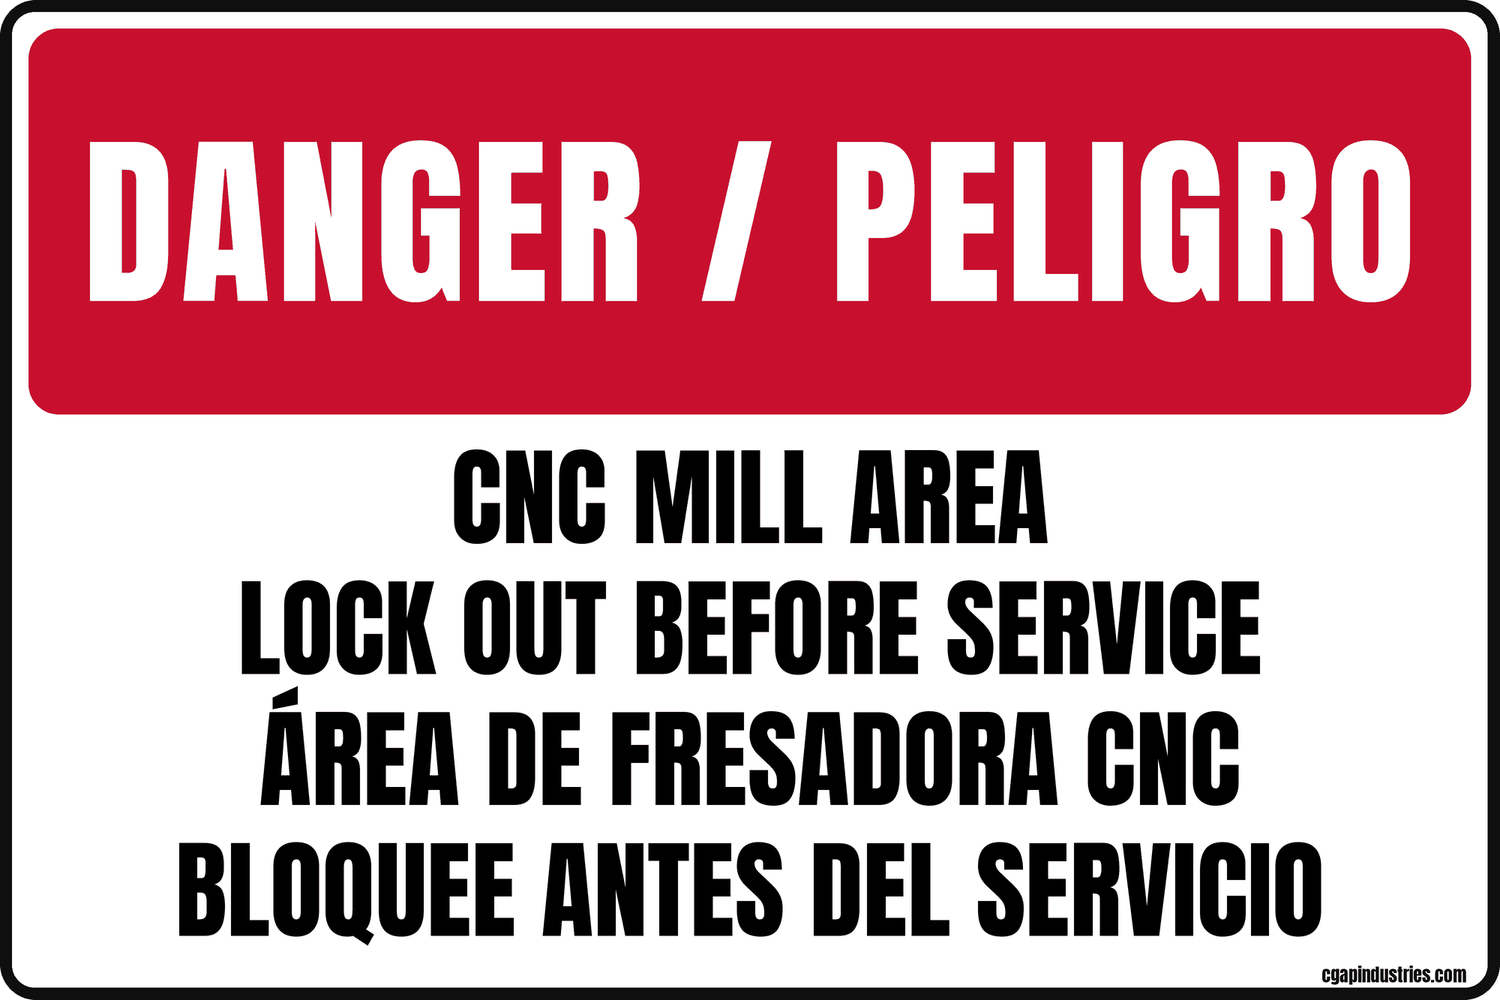 DANGER / PELIGRO
CNC MILL AREA
LOCK OUT BEFORE SERVICE
ÁREA DE FRESADORA CNC
BLOQUEE ANTES DEL SERVICIO
cgapindustries.com